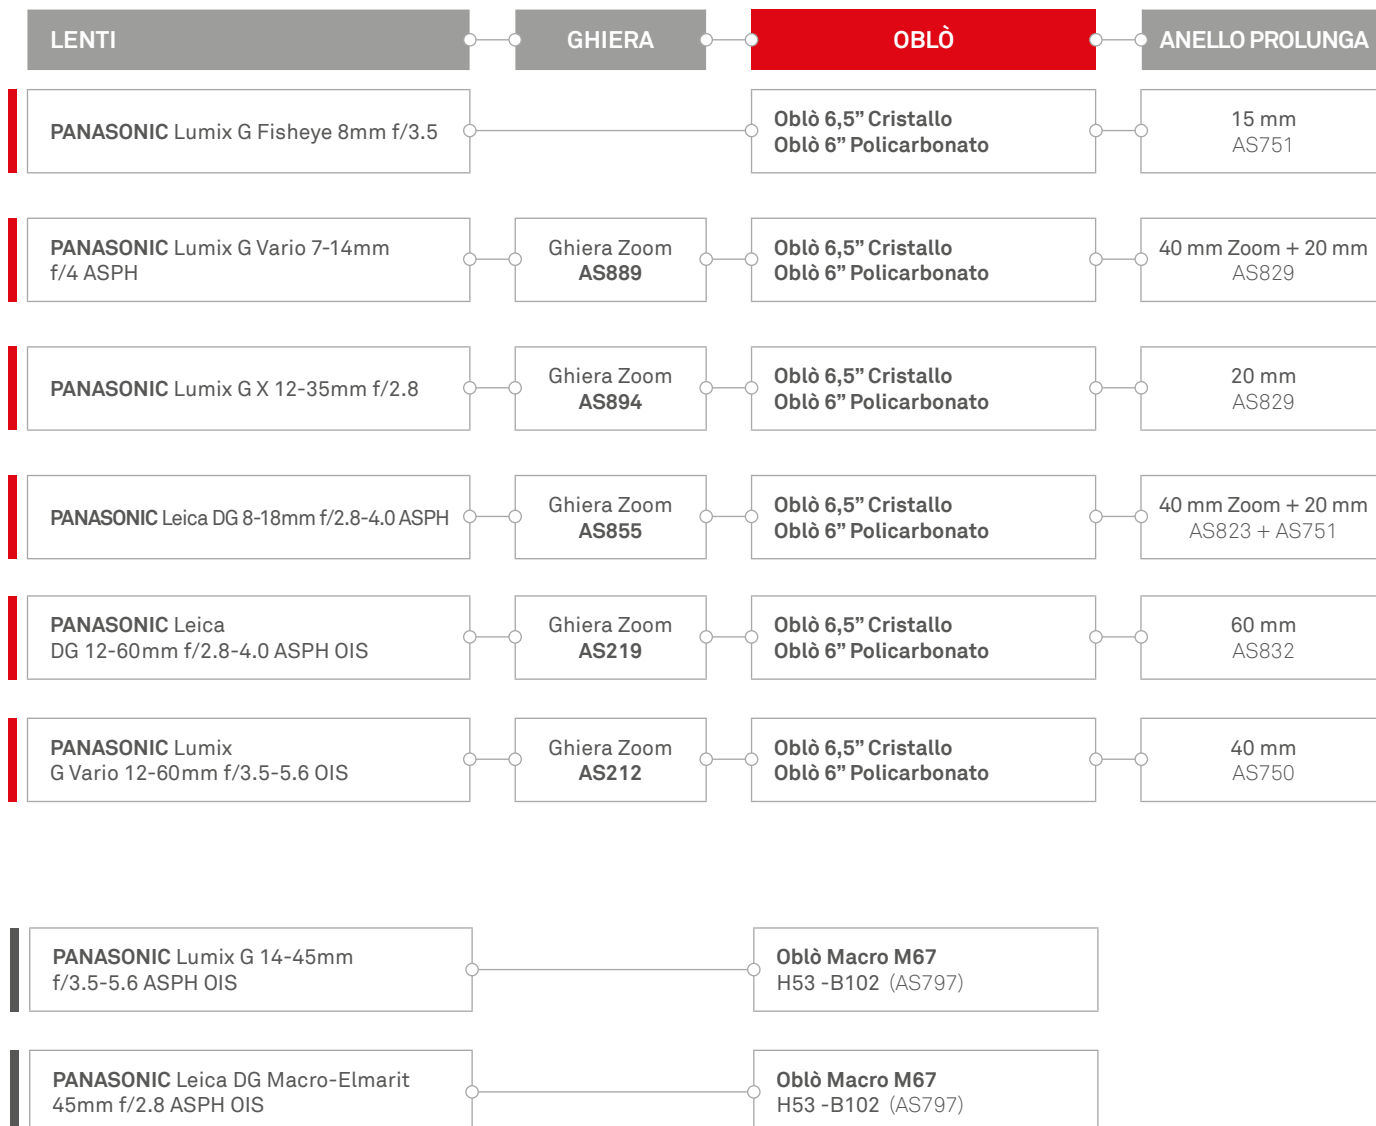 LENTI
GHIERA
OBLÒ
ANELLO PROLUNGA
PANASONIC Lumix G Fisheye 8mm f/3.5
Oblò 6,5” Cristallo
Oblò 6” Policarbonato
15 mm
AS751
PANASONIC Lumix G Vario 7-14mm
f/4 ASPH
Ghiera Zoom
AS889
Oblò 6,5” Cristallo
Oblò 6” Policarbonato
40 mm Zoom + 20 mm
AS829
PANASONIC Lumix G X 12-35mm f/2.8
Ghiera Zoom
AS894
Oblò 6,5” Cristallo
Oblò 6” Policarbonato
20 mm
AS829
PANASONIC Leica DG 8-18mm f/2.8-4.0 ASPH
Ghiera Zoom
AS855
Oblò 6,5” Cristallo
Oblò 6” Policarbonato
40 mm Zoom + 20 mm
AS823 + AS751
PANASONIC Leica
DG 12-60mm f/2.8-4.0 ASPH OIS
Ghiera Zoom
AS219
Oblò 6,5” Cristallo
Oblò 6” Policarbonato
60 mm
AS832
PANASONIC Lumix
G Vario 12-60mm f/3.5-5.6 OIS
Ghiera Zoom
AS212
Oblò 6,5” Cristallo
Oblò 6” Policarbonato
40 mm
AS750
PANASONIC Lumix G 14-45mm
f/3.5-5.6 ASPH OIS
Oblò Macro M67
H53 -B102 (AS797)
PANASONIC Leica DG Macro-Elmarit
45mm f/2.8 ASPH OIS
Oblò Macro M67
H53 -B102 (AS797)